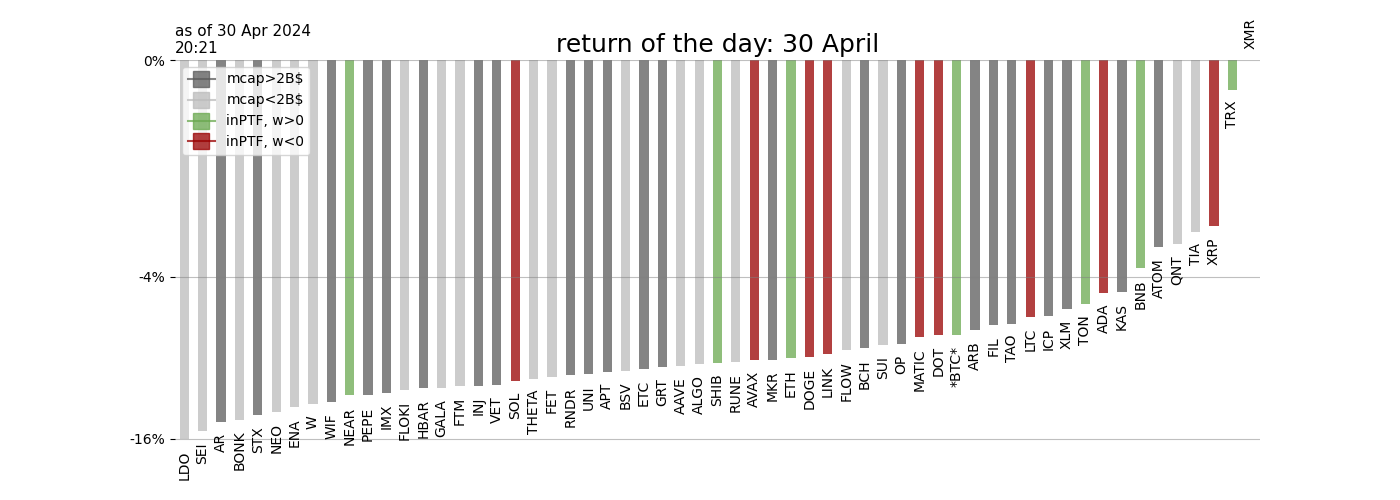 as of 30 Apr 2024
20:21
return of the day: 30 April
XMR
0%
mcap>2B$
mcap<2B$
inPTF, w>0
inPTF, w<0
-4%
-16%
LDO
SEI
AR
BONK
STX
NEO
ENA
W
WIF
NEAR
PEPE
IMX
FLOKI
HBAR
GALA
FTM
INJ
VET
SOL
THETA
FET
RNDR
UNI
APT
BSV
ETC
GRT
AAVE
ALGO
SHIB
RUNE
AVAX
MKR
ETH
DOGE
LINK
FLOW
BCH
SUI
OP
MATIC
DOT
*BTC*
ARB
FIL
TAO
LTC
ICP
XLM
TON
ADA
KAS
BNB
ATOM
QNT
TIA
XRP
TRX